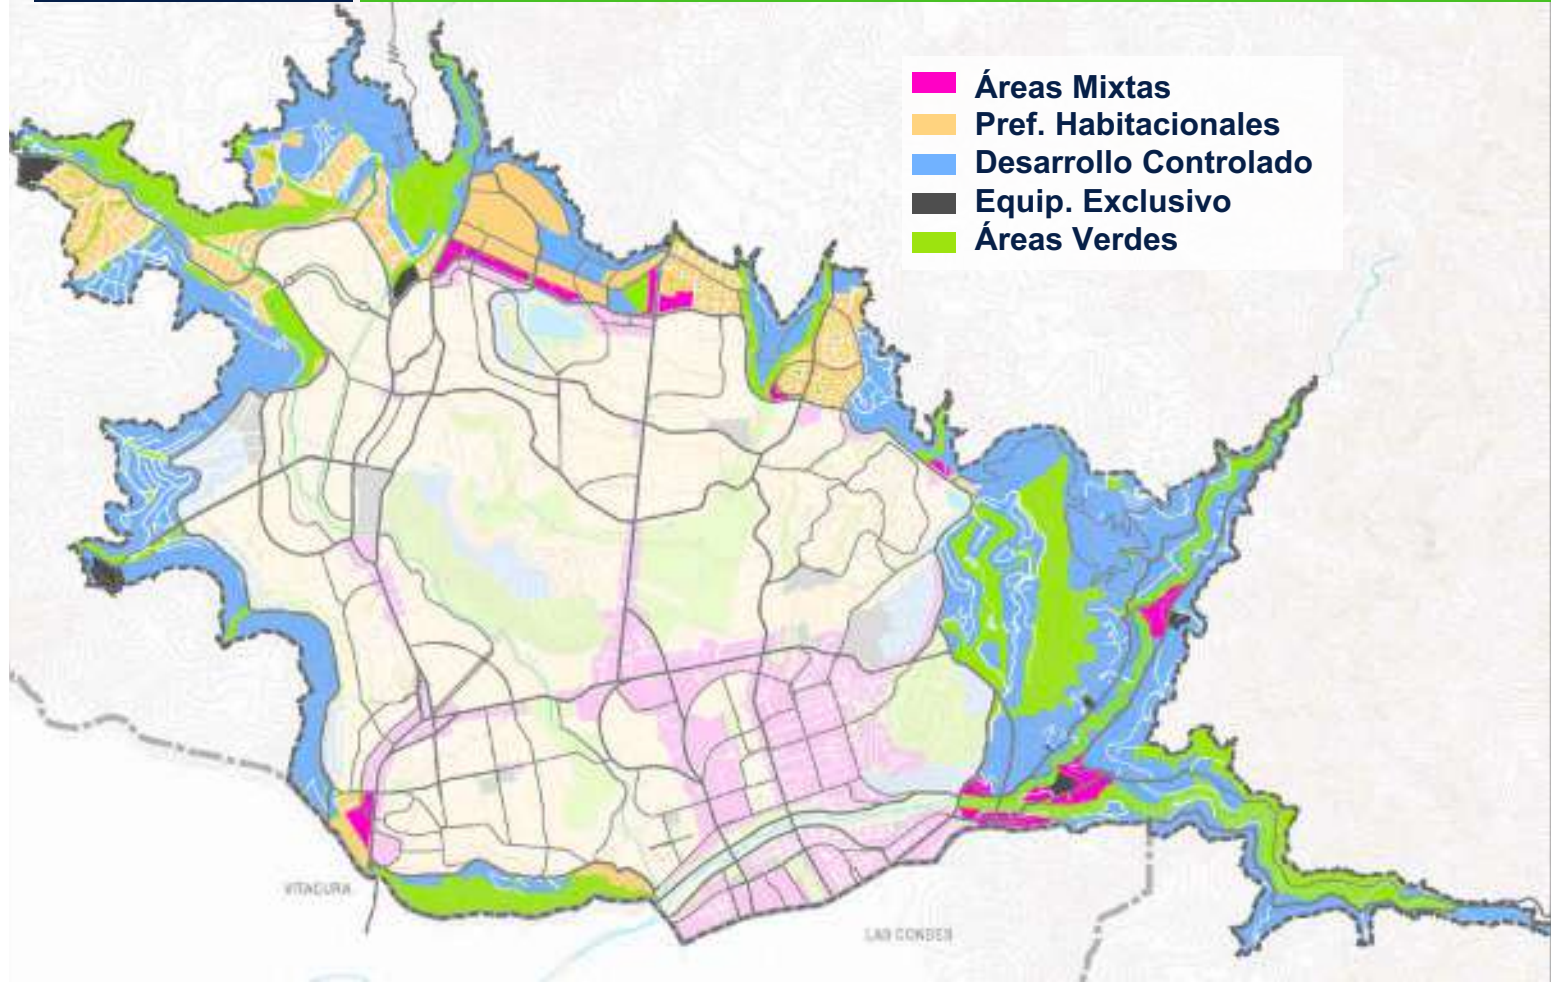 Áreas Mixtas
Pref. Habitacionales
Desarrollo Controlado
Equip. Exclusivo
Áreas Verdes
VITACURA
LAS CONDES